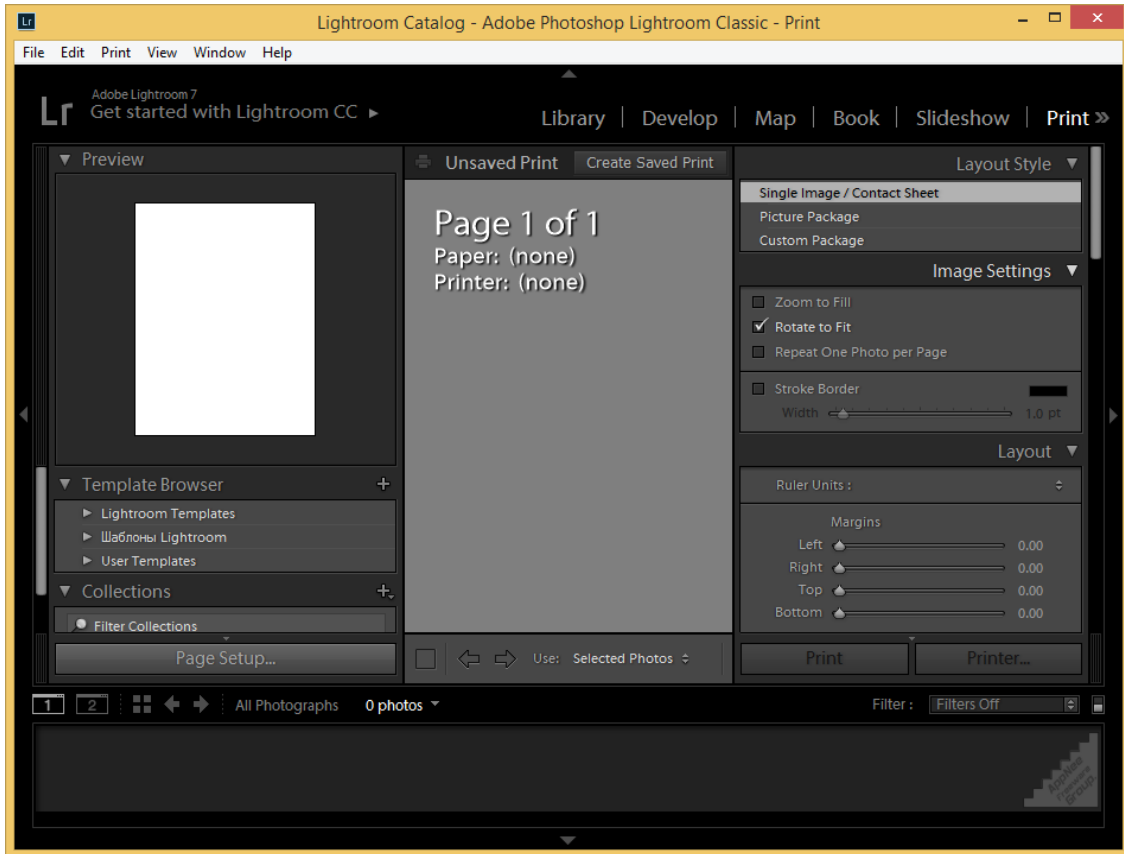 Lr Lightroom Catalog - Adobe Photoshop Lightroom Classic - Print
File Edit Print View Window Help
Lr
Adobe Lightroom 7
Get started with Lightroom CC
Library | Develop | Map | Book | Slideshow | Print
Preview
Template Browser
Lightroom Templates
Шаблоны Lightroom
User Templates
Collections
Filter Collections
Page Setup...
Unsaved Print Create Saved Print
Page 1 of 1
Paper: (none)
Printer: (none)
Use: Selected Photos
Layout Style
Single Image / Contact Sheet
Picture Package
Custom Package
Image Settings
Zoom to Fill
Rotate to Fit
Repeat One Photo per Page
Stroke Border
Width 1.0 pt
Layout
Ruler Units :
Margins
Left 0.00
Right 0.00
Top 0.00
Bottom 0.00
Print Printer...
1 2 All Photographs 0 photos Filter : Filters Off
AppNee
Freeware
Group.